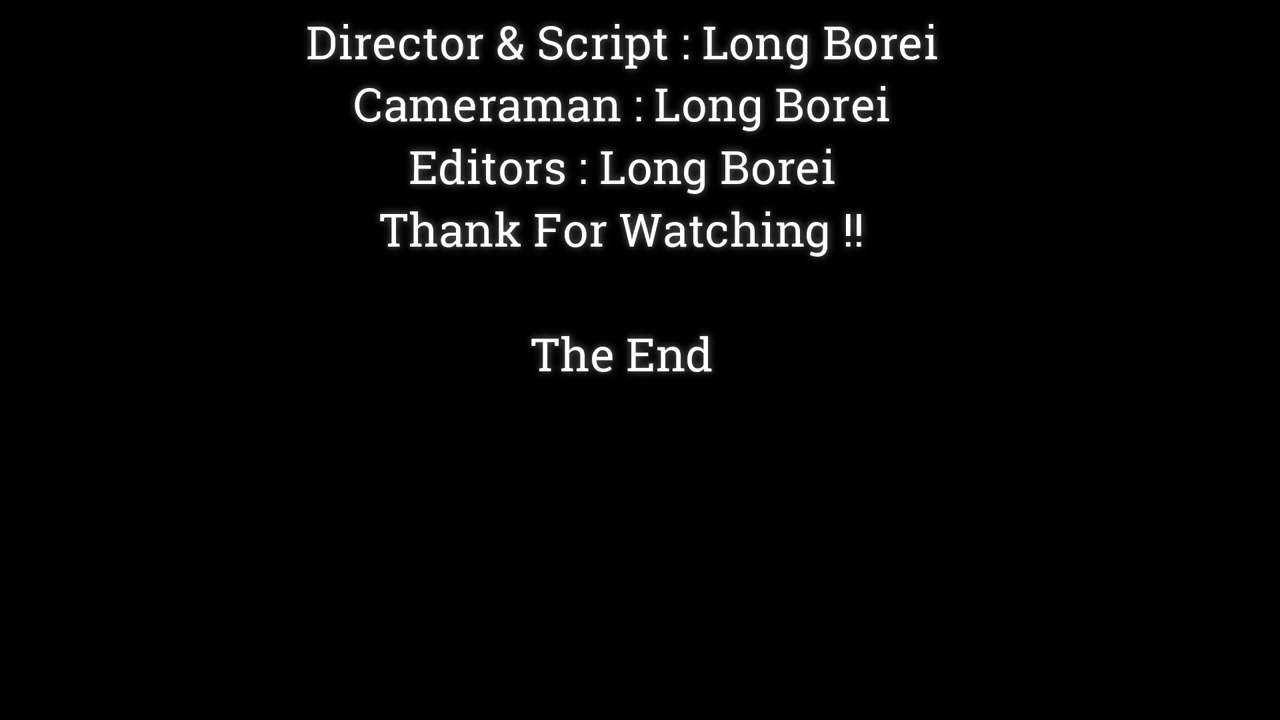 Director & Script : Long Borei
Cameraman : Long Borei
Editors : Long Borei
Thank For Watching !!
The End